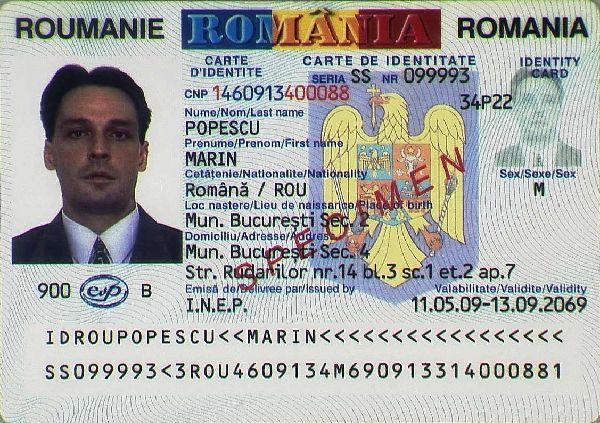 ROUMANIE ROMÂNIA ROMANIA
CARTE D'IDENTITE
CARTE DE IDENTITATE
IDENTITY CARD
SERIA SS NR 099993
CNP 1460913400088
34P22
Nume/Nom/Last name
POPESCU
Prenume/Prenom/First name
MARIN
Cetăţenie/Nationalite/Nationality
Română / ROU
Sex/Sexe/Sex
M
Loc naştere/Lieu de naissance/Place of birth
Mun. Bucureşti Sec. 2
Domiciliu/Adresse/Address
Mun. Bucureşti Sec. 4
Str. Rudarilor nr.14 bl.3 sc.1 et.2 ap.7
SPECIMEN
Emisă de/Delivree par/Issued by
I.N.E.P.
Valabilitate/Validite/Validity
11.05.09-13.09.2069
900 B
IDROUPOPESCU<<MARIN<<<<<<<<<<<<<<<<<<
SS099993<3ROU4609134M690913314000881